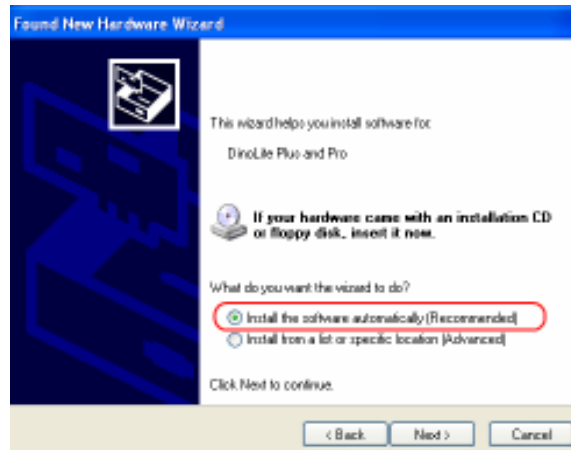 Found New Hardware Wizard
This wizard helps you install software for:
DinoLite Plus and Pro
If your hardware came with an installation CD
or floppy disk, insert it now.
What do you want the wizard to do?
Install the software automatically (Recommended)
Install from a list or specific location (Advanced)
Click Next to continue.
< Back
Next >
Cancel